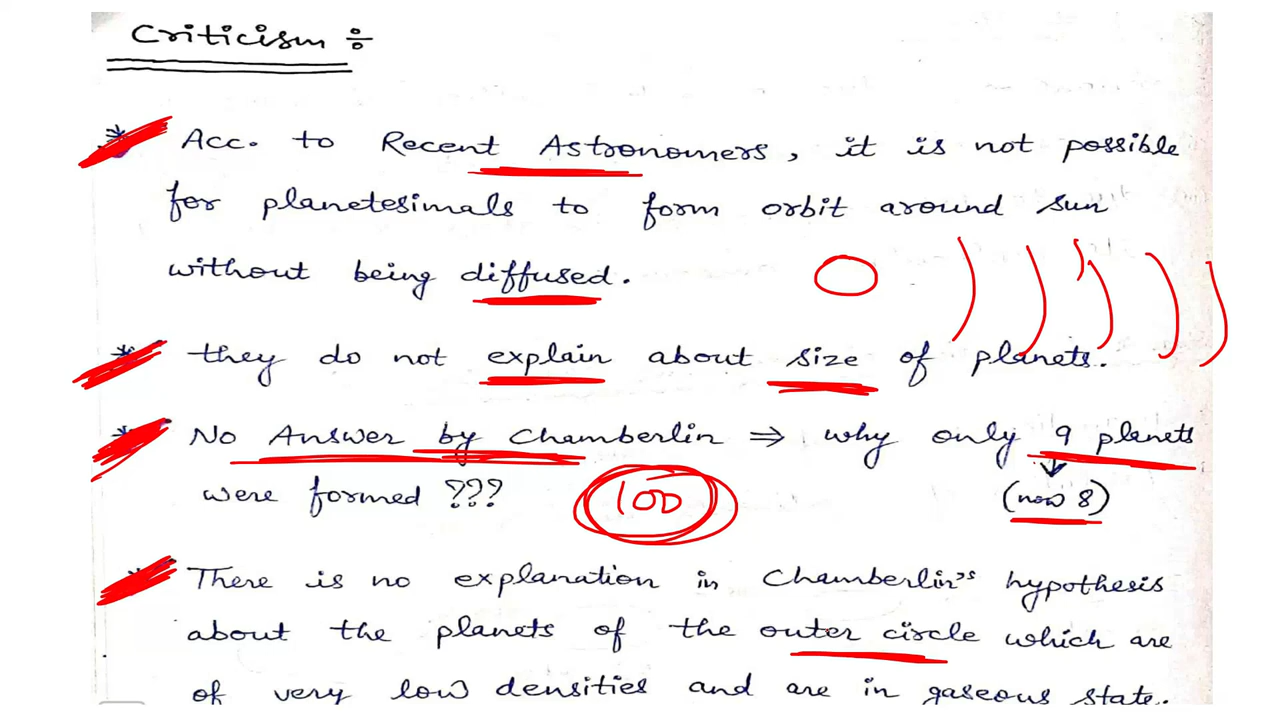 Criticism ÷
* Acc. to Recent Astronomers, it is not possible
for planetesimals to form orbit around sun
without being diffused.
* they do not explain about size of planets.
* No Answer by Chamberlin ⇒ why only 9 planets
were formed ??? 100 (now 8)
* There is no explanation in Chamberlin's hypothesis
about the planets of the outer circle which are
of very low densities and are in gaseous state.